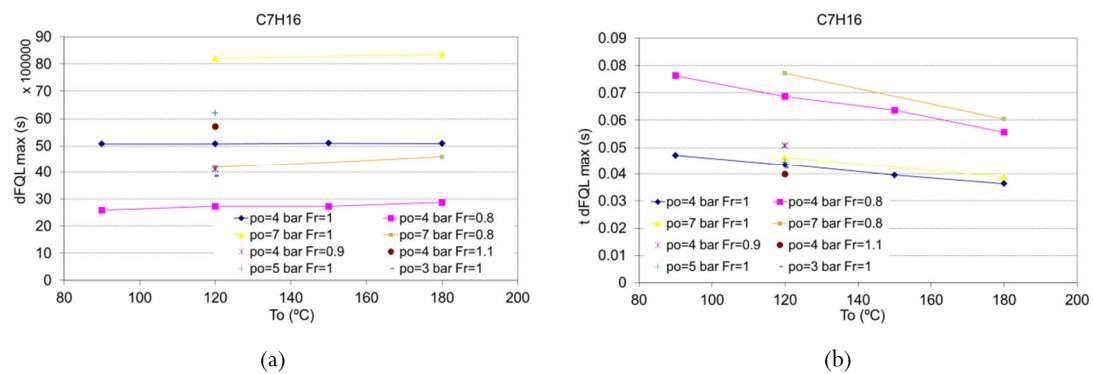 C7H16
90
80
70
60
50
40
30
20
10
0
x 100000
dFQL max (s)
po=4 bar Fr=1 po=4 bar Fr=0.8
po=7 bar Fr=1 po=7 bar Fr=0.8
po=4 bar Fr=0.9 po=4 bar Fr=1.1
po=5 bar Fr=1 po=3 bar Fr=1
80 100 120 140 160 180 200
To (ºC)
(a)
C7H16
0.09
0.08
0.07
0.06
0.05
0.04
0.03
0.02
0.01
0
t dFQL max (s)
po=4 bar Fr=1 po=4 bar Fr=0.8
po=7 bar Fr=1 po=7 bar Fr=0.8
po=4 bar Fr=0.9 po=4 bar Fr=1.1
po=5 bar Fr=1 po=3 bar Fr=1
80 100 120 140 160 180 200
To (ºC)
(b)